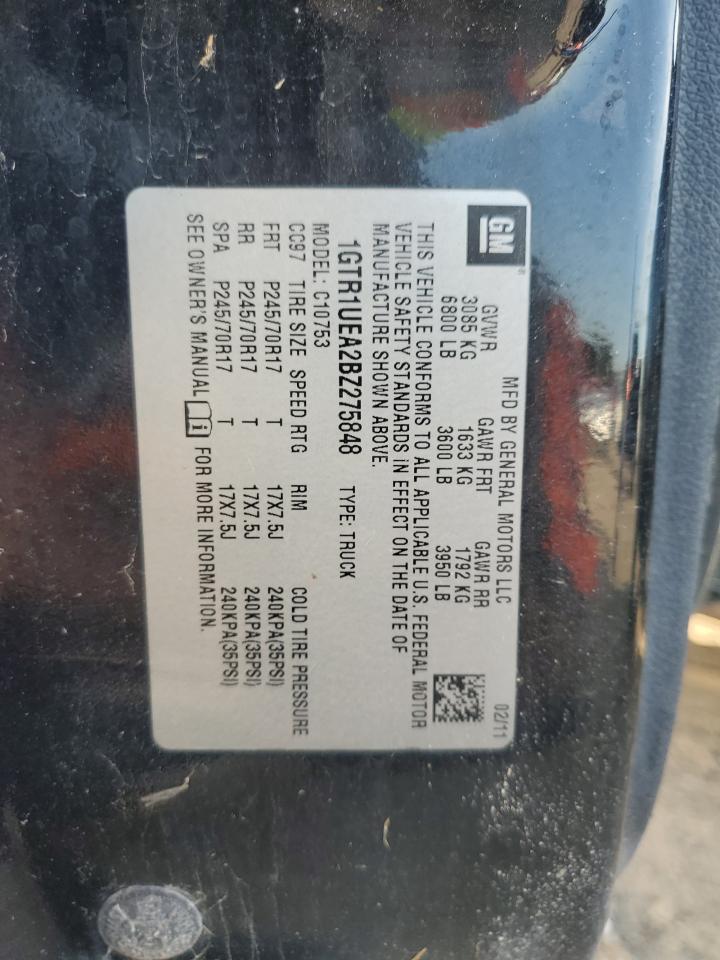 GM
MFD BY GENERAL MOTORS LLC 02/11
GVWR GAWR FRT GAWR RR
3085 KG 1633 KG 1792 KG
6800 LB 3600 LB 3950 LB
THIS VEHICLE CONFORMS TO ALL APPLICABLE U.S. FEDERAL MOTOR
VEHICLE SAFETY STANDARDS IN EFFECT ON THE DATE OF
MANUFACTURE SHOWN ABOVE.
1GTR1UEA2BZ275848 TYPE: TRUCK
MODEL: C10753
CC97 TIRE SIZE SPEED RTG RIM COLD TIRE PRESSURE
FRT P245/70R17 T 17X7.5J 240KPA(35PSI)
RR P245/70R17 T 17X7.5J 240KPA(35PSI)
SPA P245/70R17 T 17X7.5J 240KPA(35PSI)
SEE OWNER'S MANUAL FOR MORE INFORMATION.